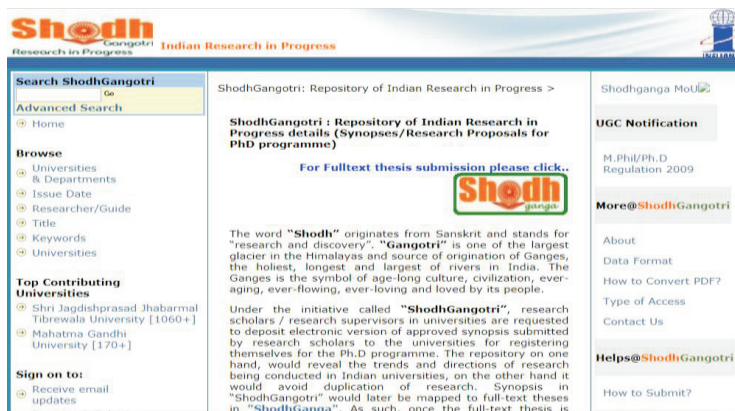 Shodh
Gangotri
Research in Progress
Indian Research in Progress
Search ShodhGangotri
Go
Advanced Search
Home
Browse
Universities
& Departments
Issue Date
Researcher/Guide
Title
Keywords
Universities
Top Contributing
Universities
Shri Jagdishprasad Jhabarmal
Tibrewala University [1060+]
Mahatma Gandhi
University [170+]
Sign on to:
Receive email
updates
ShodhGangotri: Repository of Indian Research in Progress >
ShodhGangotri : Repository of Indian Research in
Progress details (Synopses/Research Proposals for
PhD programme)
For Fulltext thesis submission please click..
Shodh
ganga
The word "Shodh" originates from Sanskrit and stands for
"research and discovery". "Gangotri" is one of the largest
glacier in the Himalayas and source of origination of Ganges,
the holiest, longest and largest of rivers in India. The
Ganges is the symbol of age-long culture, civilization, ever-
aging, ever-flowing, ever-loving and loved by its people.
Under the initiative called "ShodhGangotri", research
scholars / research supervisors in universities are requested
to deposit electronic version of approved synopsis submitted
by research scholars to the universities for registering
themselves for the Ph.D programme. The repository on one
hand, would reveal the trends and directions of research
being conducted in Indian universities, on the other hand it
would avoid duplication of research. Synopsis in
"ShodhGangotri" would later be mapped to full-text theses
in "ShodhGanga". As such, once the full-text thesis is
Shodhganga MoU
UGC Notification
M.Phil/Ph.D
Regulation 2009
More@ShodhGangotri
About
Data Format
How to Convert PDF?
Type of Access
Contact Us
Helps@ShodhGangotri
How to Submit?